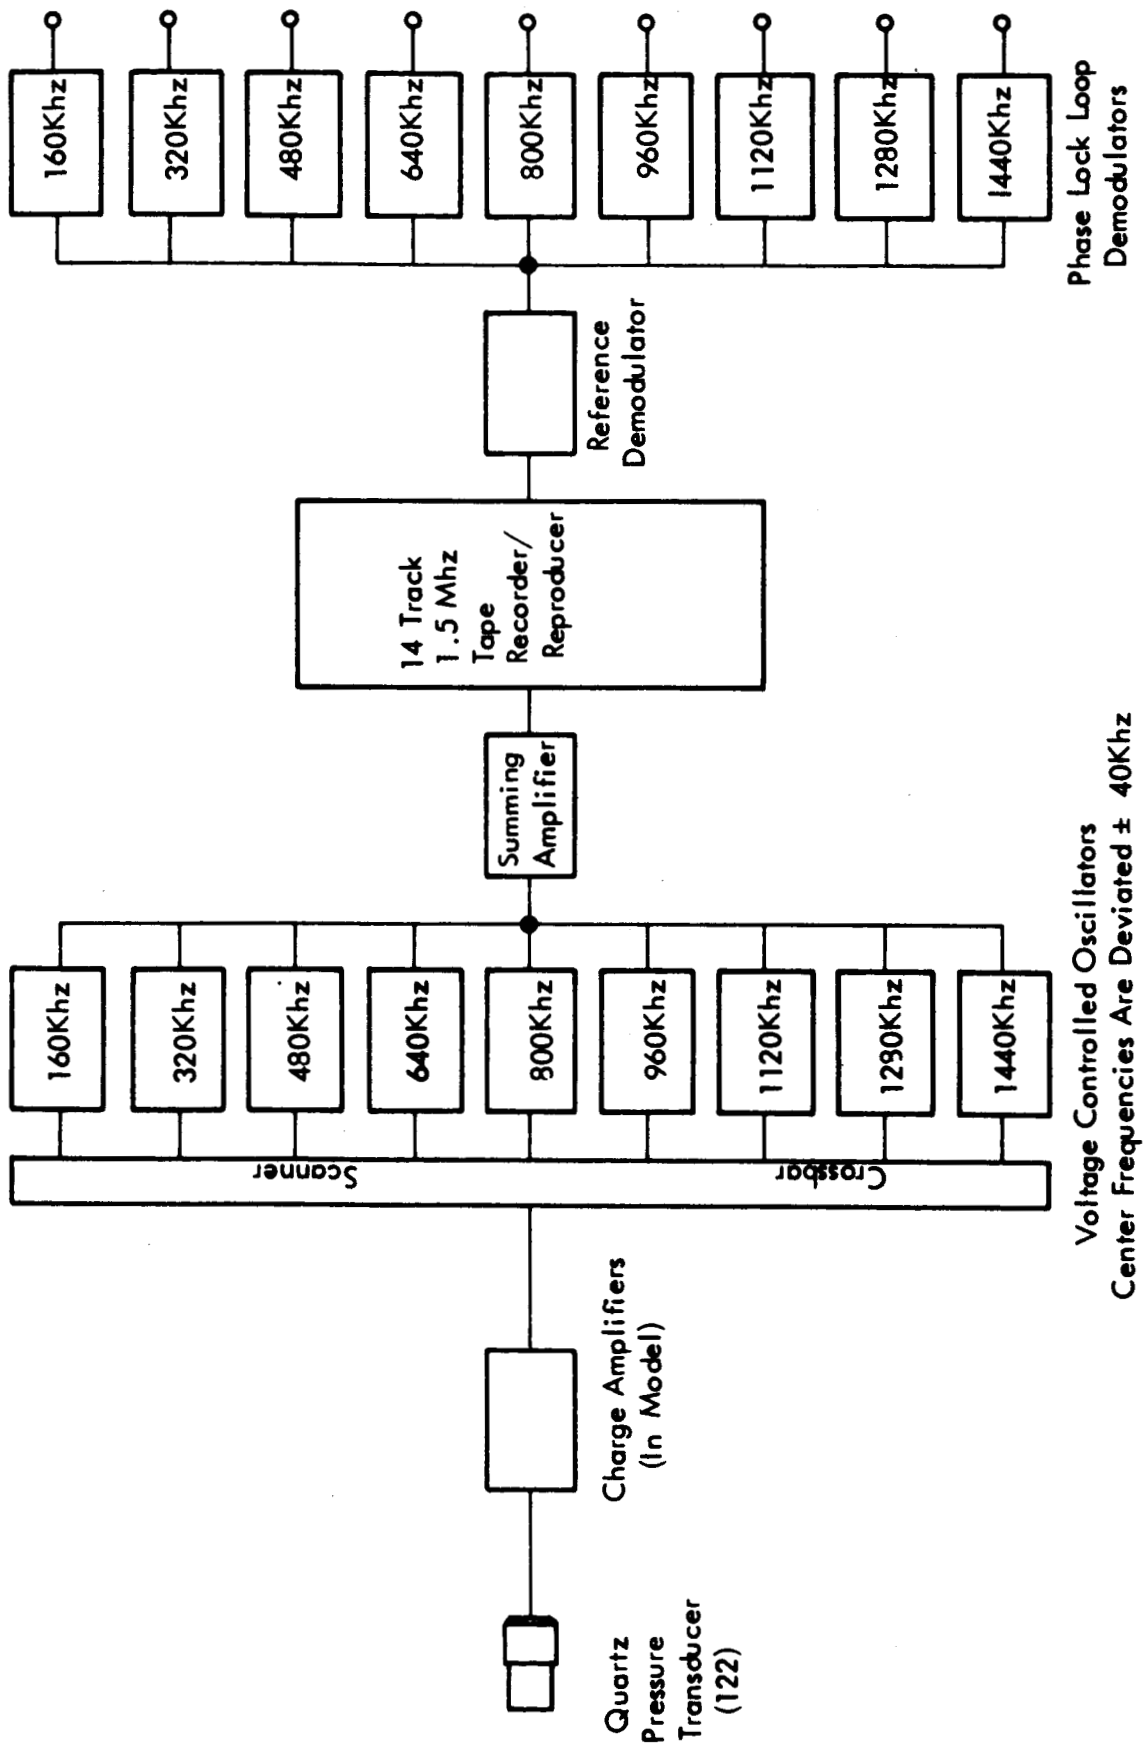 Quartz
Pressure
Transducer
(122)
Charge Amplifiers
(In Model)
Scanner
Crossbar
160Khz
320Khz
480Khz
640Khz
800Khz
960Khz
1120Khz
1280Khz
1440Khz
Voltage Controlled Oscillators
Center Frequencies Are Deviated ± 40Khz
Summing
Amplifier
14 Track
1.5 Mhz
Tape
Recorder/
Reproducer
Reference
Demodulator
160Khz
320Khz
480Khz
640Khz
800Khz
960Khz
1120Khz
1280Khz
1440Khz
Phase Lock Loop
Demodulators